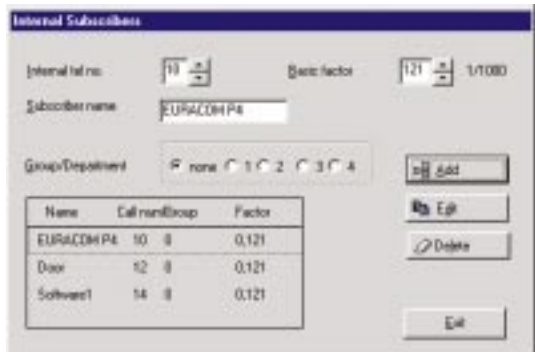 Internal Subscribers
Internal tel no. 10 Basic factor 121 1/1000
Subscriber name EURACOM P4
Group/Department none 1 2 3 4
Add
Name Call num Group Factor
Edit
EURACOM P4 10 0 0,121
Delete
Door 12 0 0,121
Software1 14 0 0,121
Exit